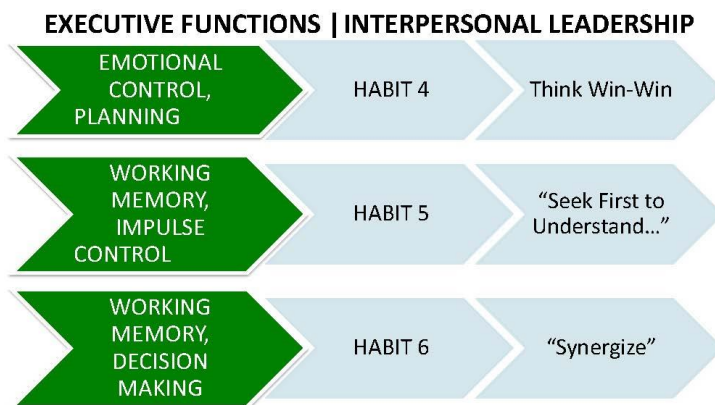 EXECUTIVE FUNCTIONS | INTERPERSONAL LEADERSHIP
EMOTIONAL
CONTROL,
PLANNING
HABIT 4
Think Win-Win
WORKING
MEMORY,
IMPULSE
CONTROL
HABIT 5
“Seek First to
Understand…”
WORKING
MEMORY,
DECISION
MAKING
HABIT 6
“Synergize”